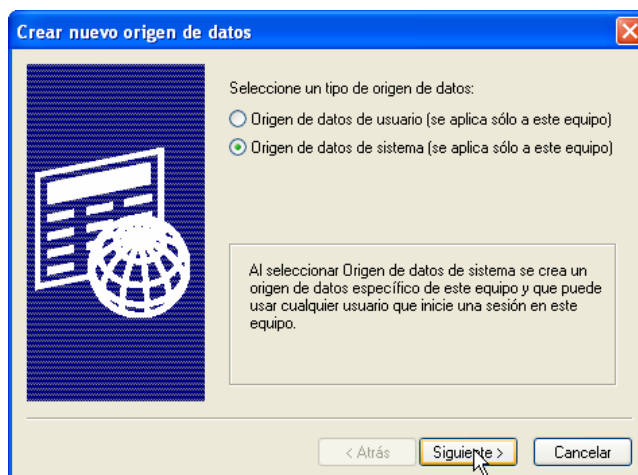 Crear nuevo origen de datos
Seleccione un tipo de origen de datos:
Origen de datos de usuario (se aplica sólo a este equipo)
Origen de datos de sistema (se aplica sólo a este equipo)
Al seleccionar Origen de datos de sistema se crea un
origen de datos específico de este equipo y que puede
usar cualquier usuario que inicie una sesión en este
equipo.
< Atrás Siguiente > Cancelar